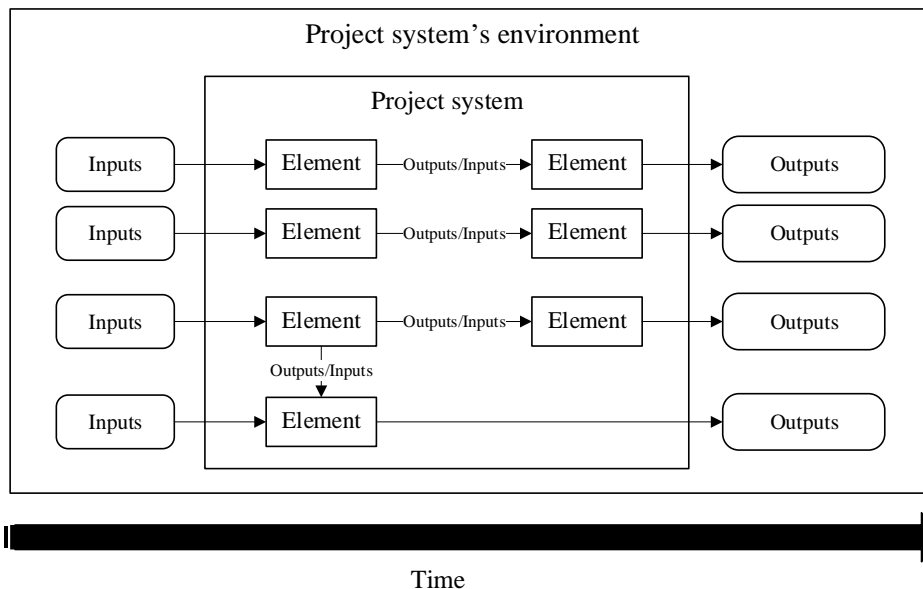 Project system's environment
Project system
Inputs
Element
Outputs/Inputs
Element
Outputs
Inputs
Element
Outputs/Inputs
Element
Outputs
Inputs
Element
Outputs/Inputs
Element
Outputs
Outputs/Inputs
Inputs
Element
Outputs
Time